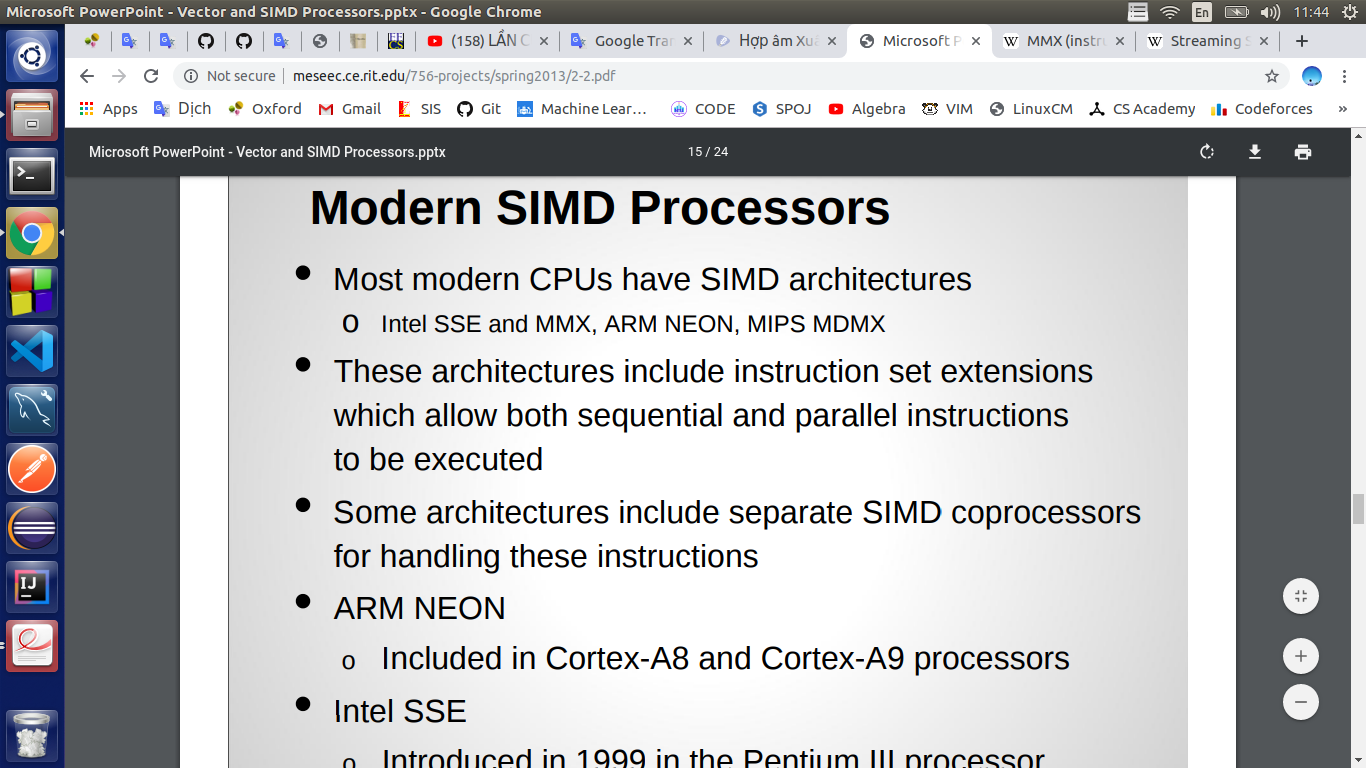 Microsoft PowerPoint - Vector and SIMD Processors.pptx - Google Chrome
En
11:44
(158) LẦN
Google Tran
Hợp âm Xuâ
Microsoft P
MMX (instru
Streaming S
Not secure
meseec.ce.rit.edu/756-projects/spring2013/2-2.pdf
Apps
Dịch
Oxford
Gmail
SIS
Git
Machine Lear...
CODE
SPOJ
Algebra
VIM
LinuxCM
CS Academy
Codeforces
»
Microsoft PowerPoint - Vector and SIMD Processors.pptx
15 / 24
Modern SIMD Processors
• Most modern CPUs have SIMD architectures
o Intel SSE and MMX, ARM NEON, MIPS MDMX
• These architectures include instruction set extensions
which allow both sequential and parallel instructions
to be executed
• Some architectures include separate SIMD coprocessors
for handling these instructions
• ARM NEON
o Included in Cortex-A8 and Cortex-A9 processors
• Intel SSE
o Introduced in 1999 in the Pentium III processor